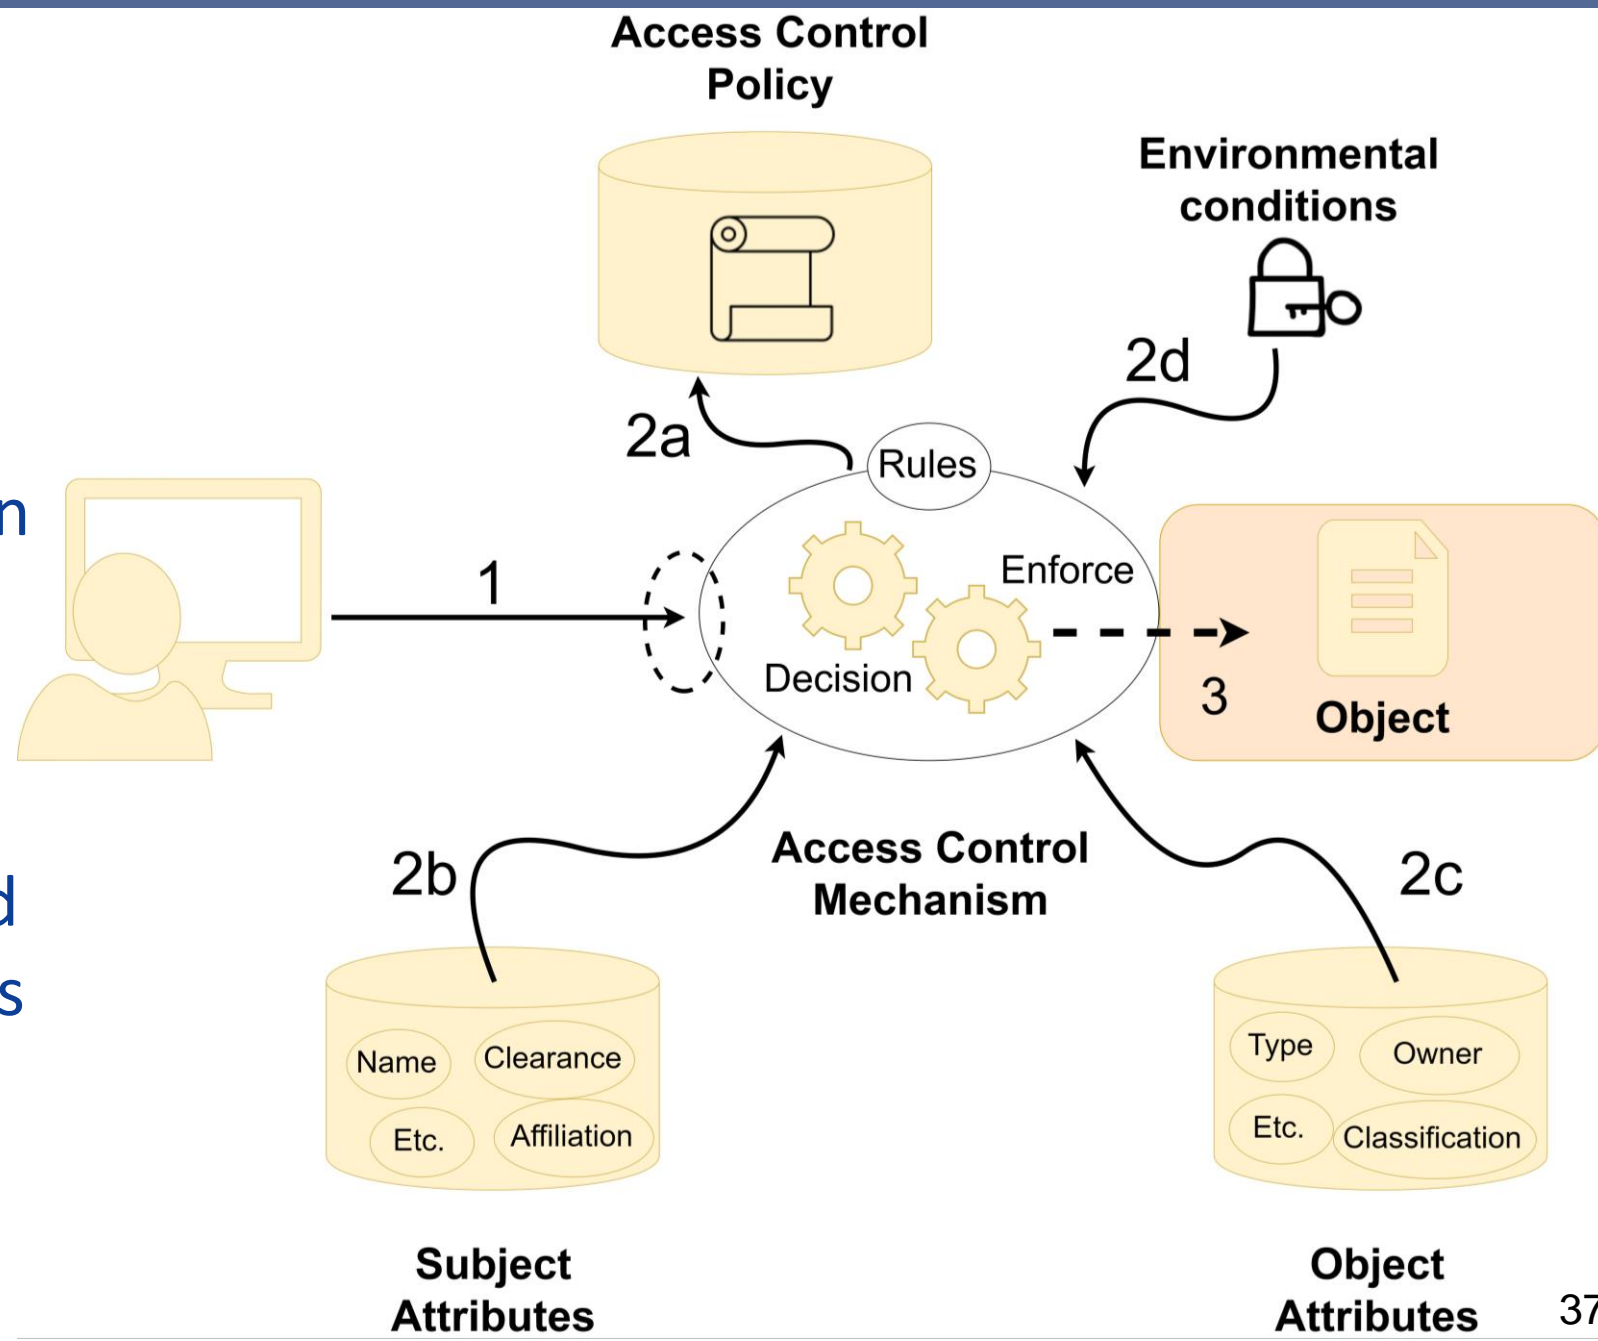 Access Control
Policy
Environmental
conditions
2d
2a
Rules
n
1
Enforce
Decision
3
Object
Access Control
Mechanism
2b
2c
d
s
Name
Clearance
Etc.
Affiliation
Type
Owner
Etc.
Classification
Subject
Attributes
Object
Attributes
37